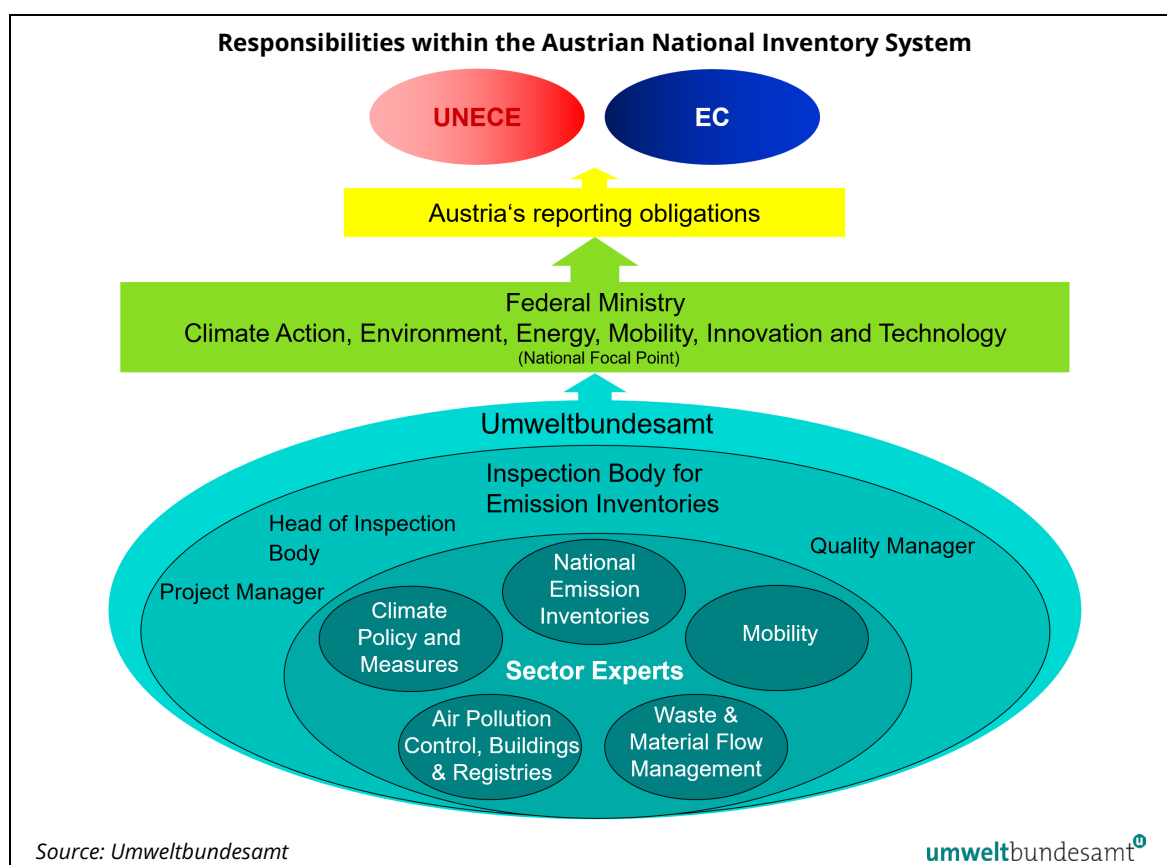 Responsibilities within the Austrian National Inventory System
UNECE
EC
Austria‘s reporting obligations
Federal Ministry
Climate Action, Environment, Energy, Mobility, Innovation and Technology
(National Focal Point)
Umweltbundesamt
Inspection Body for
Emission Inventories
Head of Inspection
Body
Quality Manager
Project Manager
National
Emission
Inventories
Climate
Policy and
Measures
Mobility
Sector Experts
Air Pollution
Control, Buildings
& Registries
Waste &
Material Flow
Management
Source: Umweltbundesamt
umweltbundesamt u